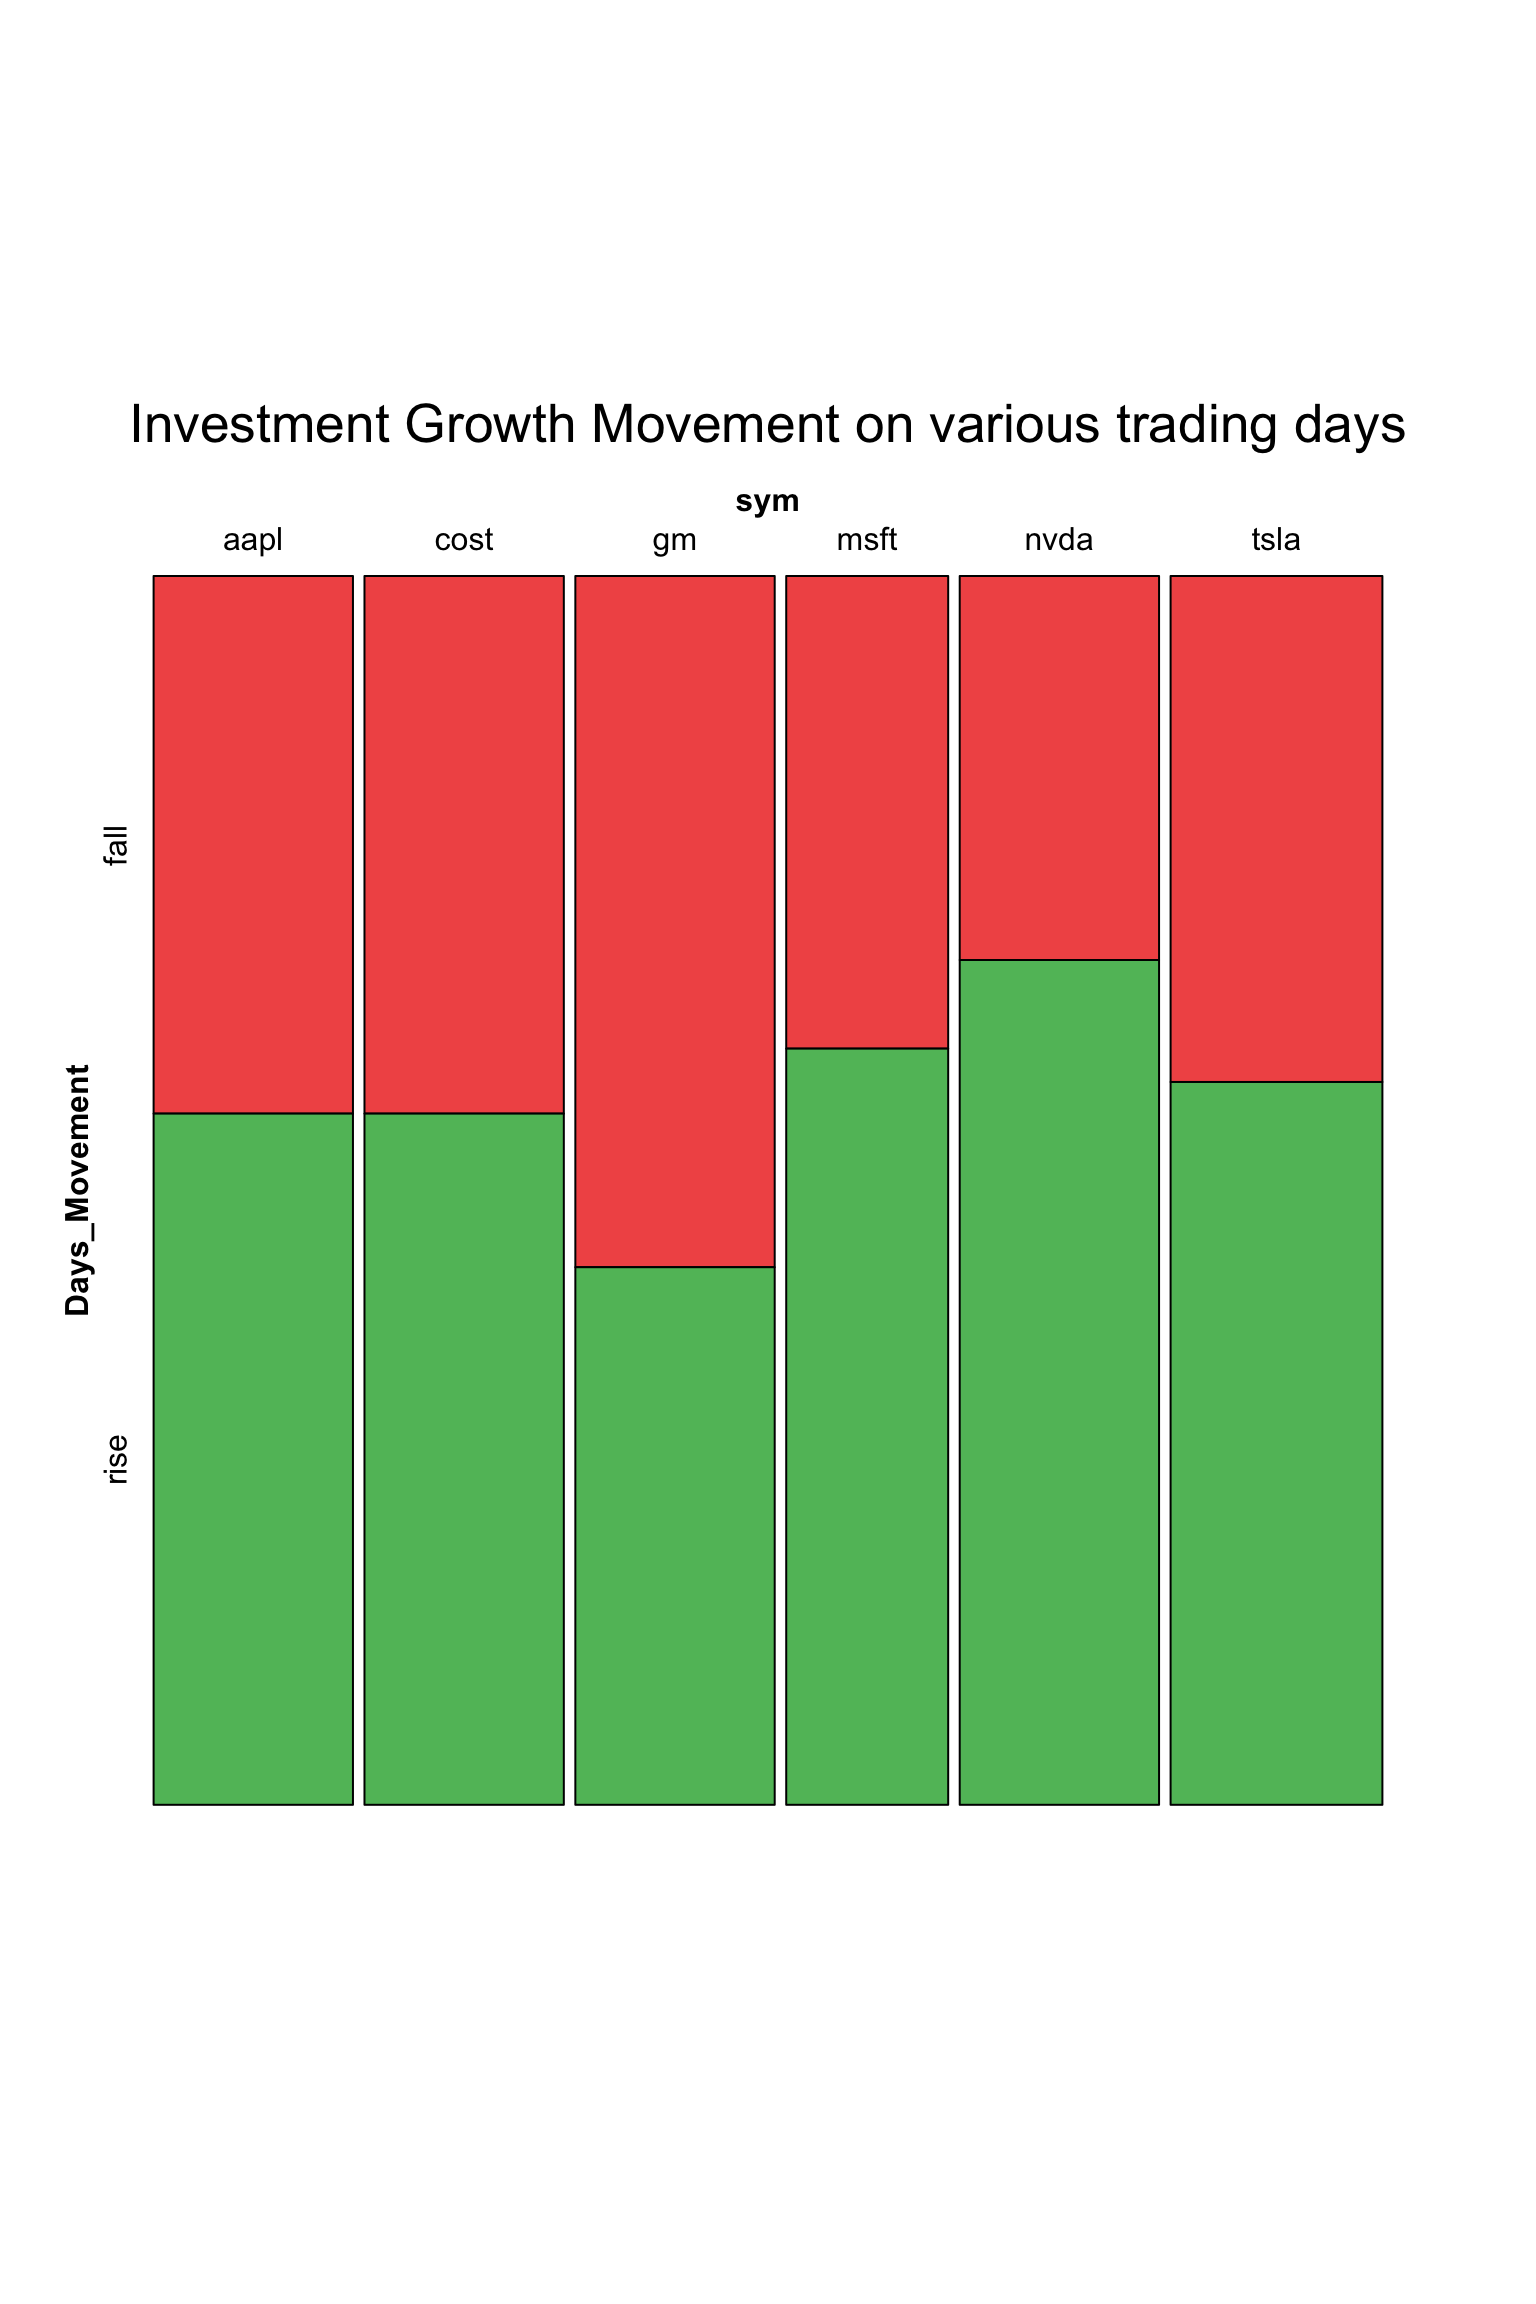 Investment Growth Movement on various trading days
sym
aapl cost gm msft nvda tsla
fall
Days_Movement
rise